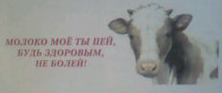 МОЛОКО МОЁ ТЫ ПЕЙ,
БУДЬ ЗДОРОВЫМ,
НЕ БОЛЕЙ!